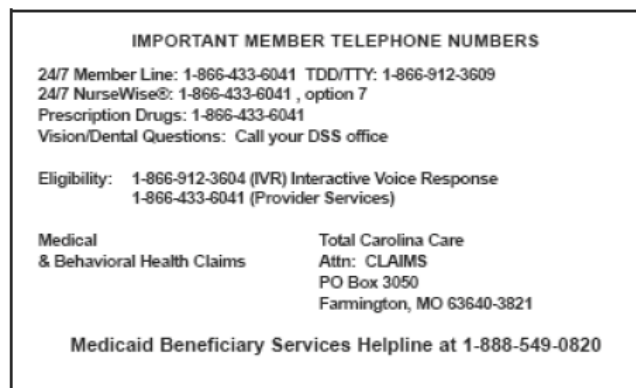 IMPORTANT MEMBER TELEPHONE NUMBERS
24/7 Member Line: 1-866-433-6041 TDD/TTY: 1-866-912-3609
24/7 NurseWise®: 1-866-433-6041 , option 7
Prescription Drugs: 1-866-433-6041
Vision/Dental Questions: Call your DSS office
Eligibility: 1-866-912-3604 (IVR) Interactive Voice Response
1-866-433-6041 (Provider Services)
Medical Total Carolina Care
& Behavioral Health Claims Attn: CLAIMS
PO Box 3050
Farmington, MO 63640-3821
Medicaid Beneficiary Services Helpline at 1-888-549-0820